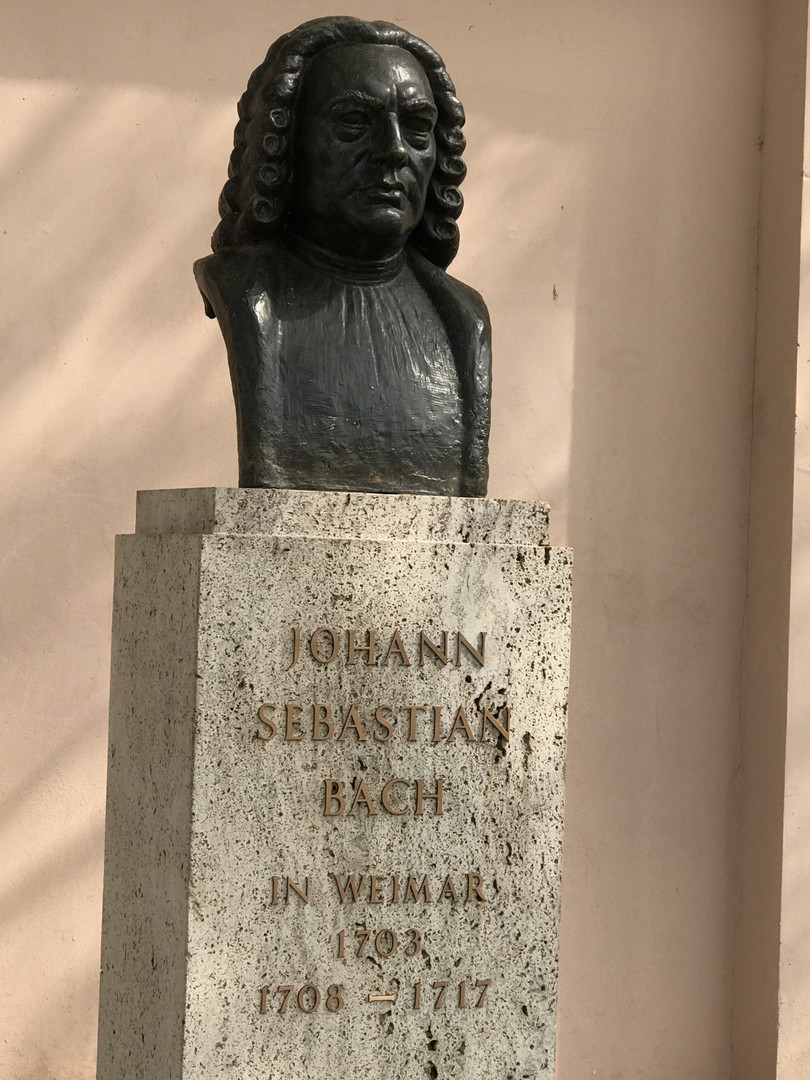 JOHANN
SEBASTIAN
BACH
IN WEIMAR
1703
1708 – 1717